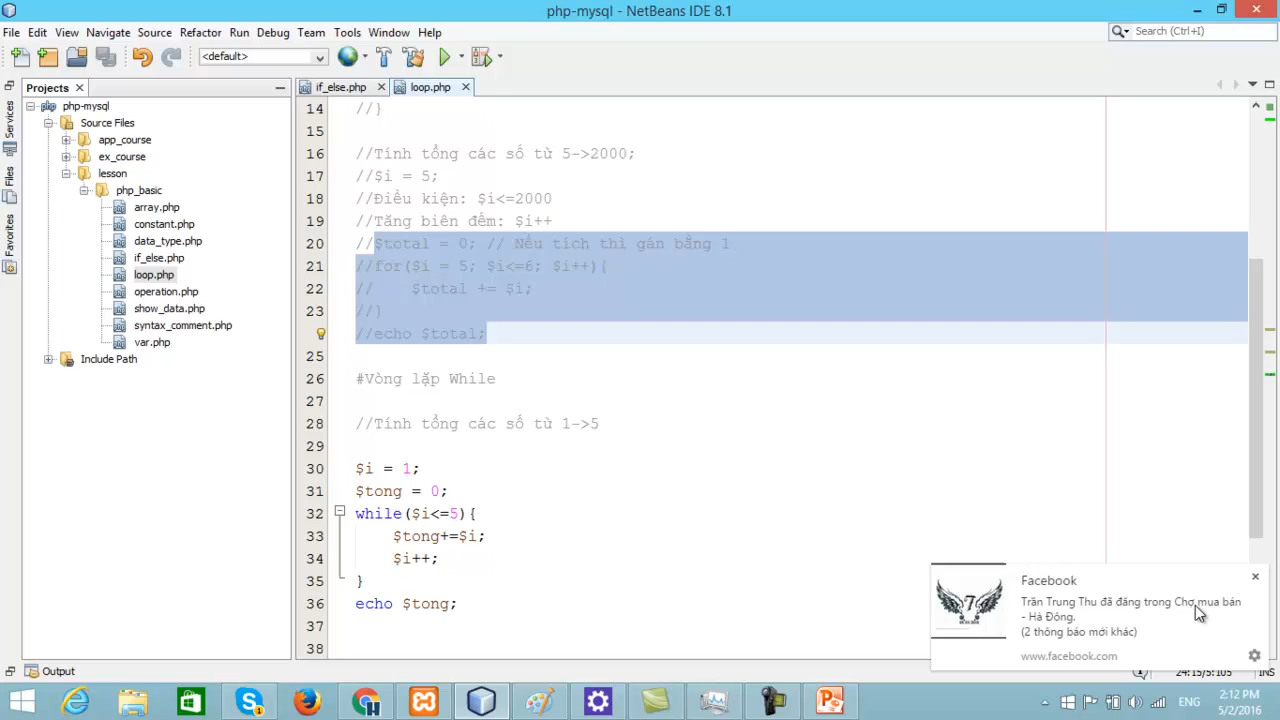 php-mysql - NetBeans IDE 8.1
File Edit View Navigate Source Refactor Run Debug Team Tools Window Help
Search (Ctrl+I)
<default>
Projects
if_else.php
loop.php
php-mysql
Source Files
app_course
ex_course
lesson
php_basic
array.php
constant.php
data_type.php
if_else.php
loop.php
operation.php
show_data.php
syntax_comment.php
var.php
Include Path
Services
Files
Favorites
14 //}
15
16 //Tính tổng các số từ 5->2000;
17 //$i = 5;
18 //Điều kiện: $i<=2000
19 //Tăng biên đếm: $i++
20 //$total = 0; // Nếu tích thì gán bằng 1
21 //for($i = 5; $i<=6; $i++){
22 // $total += $i;
23 //}
24 //echo $total;
25
26 #Vòng lặp While
27
28 //Tính tổng các số từ 1->5
29
30 $i = 1;
31 $tong = 0;
32 while($i<=5){
33 $tong+=$i;
34 $i++;
35 }
36 echo $tong;
37
38
Facebook
Trần Trung Thu đã đăng trong Chợ mua bán
- Hà Đông.
(2 thông báo mới khác)
www.facebook.com
Output
24:15/5:105
INS
ENG
2:12 PM
5/2/2016